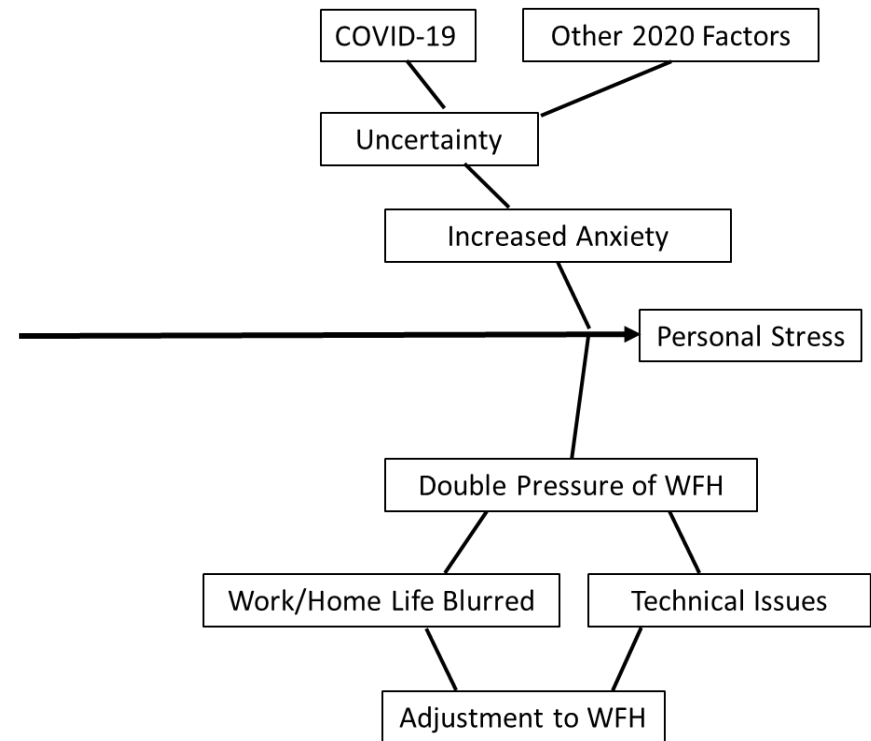 COVID-19
Other 2020 Factors
Uncertainty
Increased Anxiety
Personal Stress
Double Pressure of WFH
Work/Home Life Blurred
Technical Issues
Adjustment to WFH